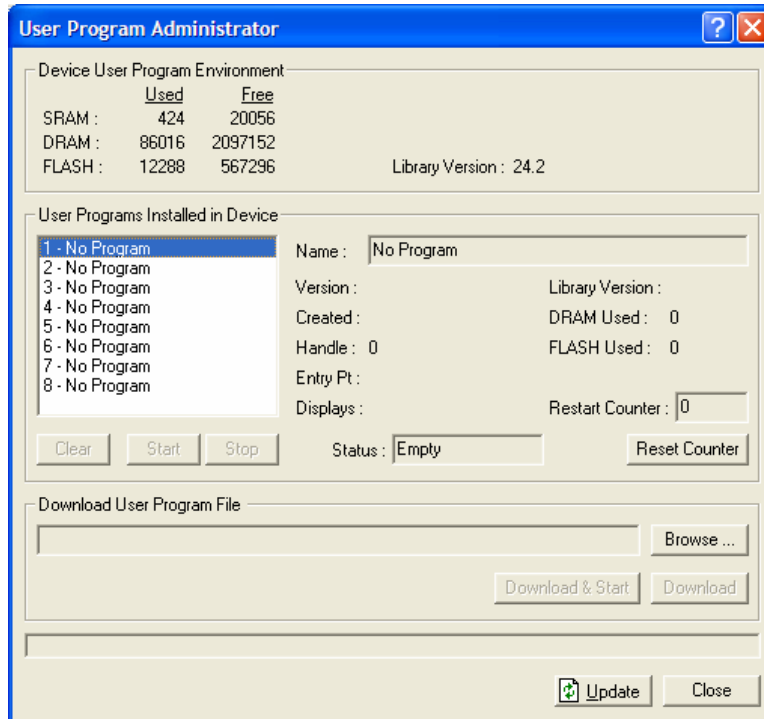 User Program Administrator
Device User Program Environment
Used Free
SRAM : 424 20056
DRAM : 86016 2097152
FLASH : 12288 567296 Library Version : 24.2
User Programs Installed in Device
1 - No Program
2 - No Program
3 - No Program
4 - No Program
5 - No Program
6 - No Program
7 - No Program
8 - No Program
Name : No Program
Version : Library Version :
Created : DRAM Used : 0
Handle : 0 FLASH Used : 0
Entry Pt :
Displays : Restart Counter : 0
Clear Start Stop Status : Empty Reset Counter
Download User Program File
Browse ...
Download & Start Download
Update Close